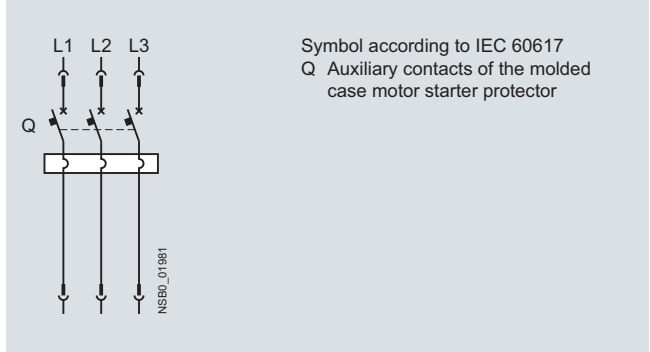 L1 L2 L3
Symbol according to IEC 60617
Q Auxiliary contacts of the molded
case motor starter protector
Q
NSB0_01981